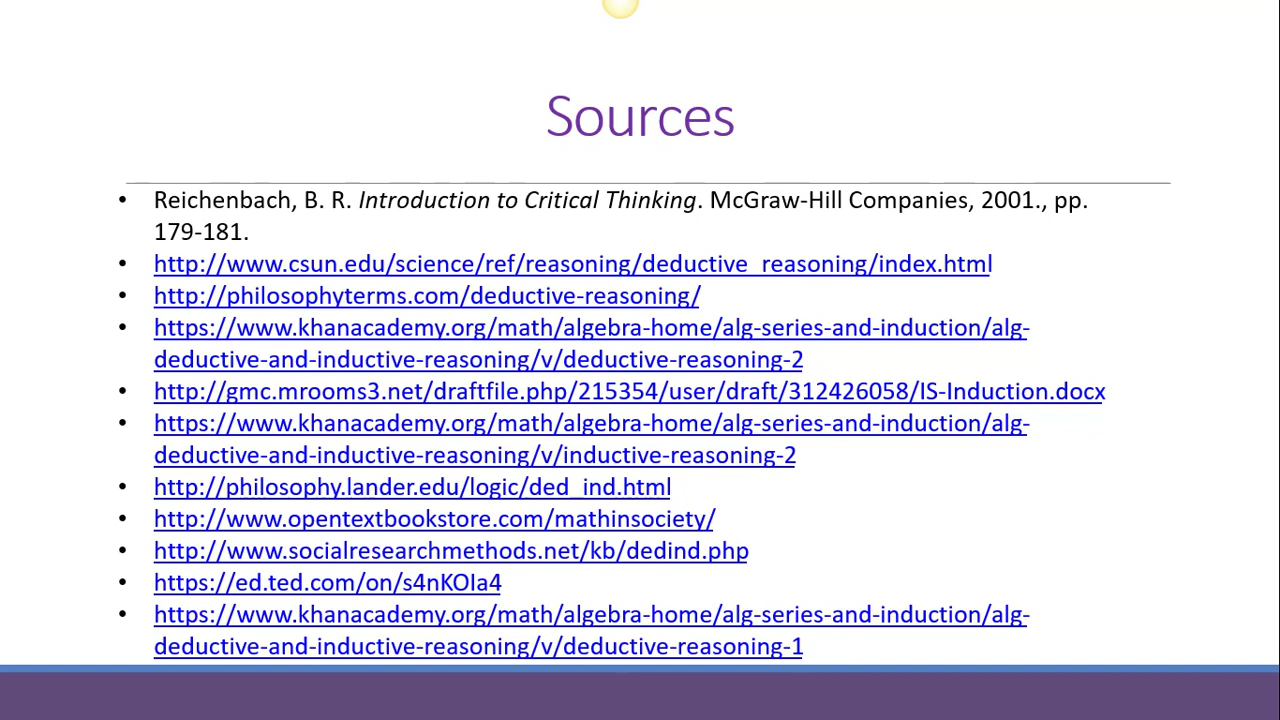 Sources
• Reichenbach, B. R. Introduction to Critical Thinking. McGraw-Hill Companies, 2001., pp.
179-181.
• http://www.csun.edu/science/ref/reasoning/deductive_reasoning/index.html
• http://philosophyterms.com/deductive-reasoning/
• https://www.khanacademy.org/math/algebra-home/alg-series-and-induction/alg-
deductive-and-inductive-reasoning/v/deductive-reasoning-2
• http://gmc.mrooms3.net/draftfile.php/215354/user/draft/312426058/IS-Induction.docx
• https://www.khanacademy.org/math/algebra-home/alg-series-and-induction/alg-
deductive-and-inductive-reasoning/v/inductive-reasoning-2
• http://philosophy.lander.edu/logic/ded_ind.html
• http://www.opentextbookstore.com/mathinsociety/
• http://www.socialresearchmethods.net/kb/dedind.php
• https://ed.ted.com/on/s4nKOIa4
• https://www.khanacademy.org/math/algebra-home/alg-series-and-induction/alg-
deductive-and-inductive-reasoning/v/deductive-reasoning-1